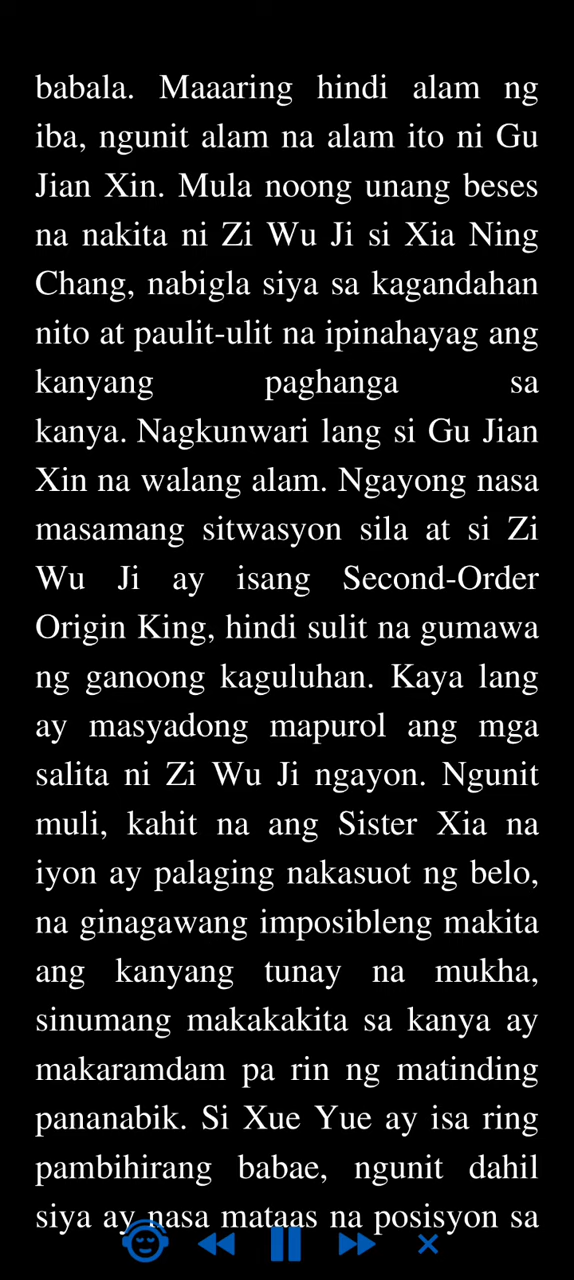 babala. Maaaring hindi alam ng
iba, ngunit alam na alam ito ni Gu
Jian Xin. Mula noong unang beses
na nakita ni Zi Wu Ji si Xia Ning
Chang, nabigla siya sa kagandahan
nito at paulit-ulit na ipinahayag ang
kanyang paghanga sa
kanya. Nagkunwari lang si Gu Jian
Xin na walang alam. Ngayong nasa
masamang sitwasyon sila at si Zi
Wu Ji ay isang Second-Order
Origin King, hindi sulit na gumawa
ng ganoong kaguluhan. Kaya lang
ay masyadong mapurol ang mga
salita ni Zi Wu Ji ngayon. Ngunit
muli, kahit na ang Sister Xia na
iyon ay palaging nakasuot ng belo,
na ginagawang imposibleng makita
ang kanyang tunay na mukha,
sinumang makakakita sa kanya ay
makaramdam pa rin ng matinding
pananabik. Si Xue Yue ay isa ring
pambihirang babae, ngunit dahil
siya ay nasa mataas na posisyon sa